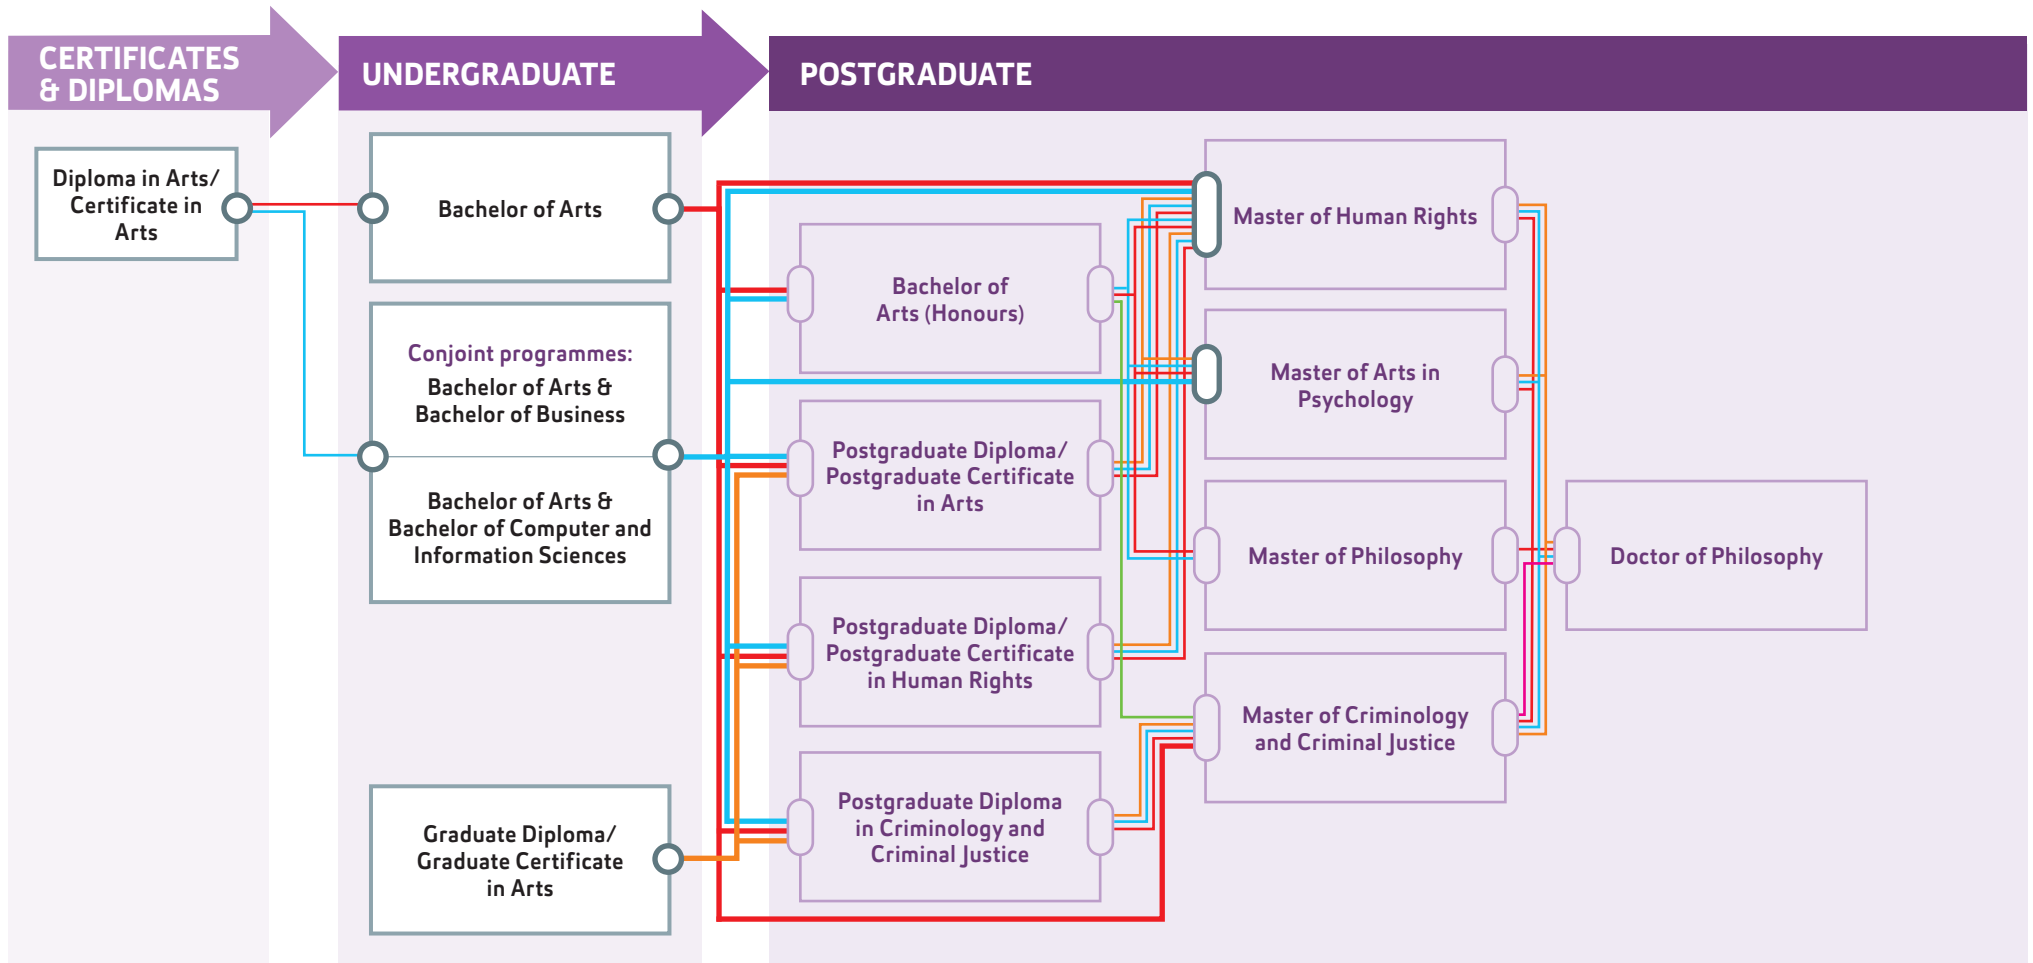 CERTIFICATES
& DIPLOMAS
UNDERGRADUATE
POSTGRADUATE
Diploma in Arts/
Certificate in
Arts
Bachelor of Arts
Conjoint programmes:
Bachelor of Arts &
Bachelor of Business
Bachelor of Arts &
Bachelor of Computer and
Information Sciences
Graduate Diploma/
Graduate Certificate
in Arts
Bachelor of
Arts (Honours)
Postgraduate Diploma/
Postgraduate Certificate
in Arts
Postgraduate Diploma/
Postgraduate Certificate
in Human Rights
Postgraduate Diploma
in Criminology and
Criminal Justice
Master of Human Rights
Master of Arts in
Psychology
Master of Philosophy
Master of Criminology
and Criminal Justice
Doctor of Philosophy